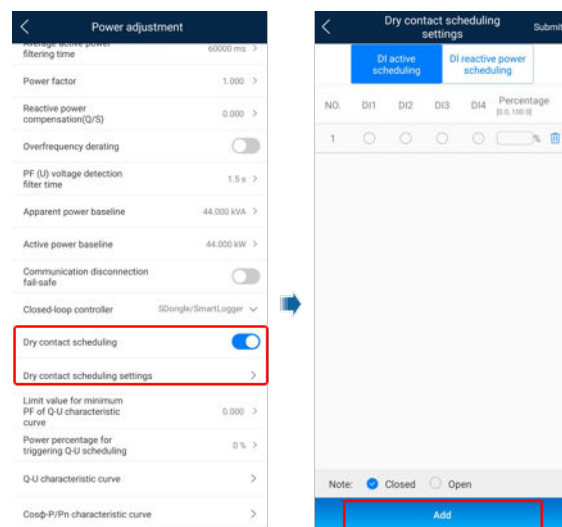 Power adjustment
Average active power
filtering time
60000 ms
Power factor
1.000
Reactive power
compensation(Q/S)
0.000
Overfrequency derating
PF (U) voltage detection
filter time
1.5 s
Apparent power baseline
44.000 kVA
Active power baseline
44.000 kW
Communication disconnection
fail-safe
Closed-loop controller
SDongle/SmartLogger
Dry contact scheduling
Dry contact scheduling settings
Limit value for minimum
PF of Q-U characteristic
curve
0.000
Power percentage for
triggering Q-U scheduling
0 %
Q-U characteristic curve
Cosф-P/Pn characteristic curve
Dry contact scheduling
settings
Submit
DI active
scheduling
DI reactive power
scheduling
NO. DI1 DI2 DI3 DI4 Percentage
[0.0, 100.0]
1 %
Note: Closed Open
Add